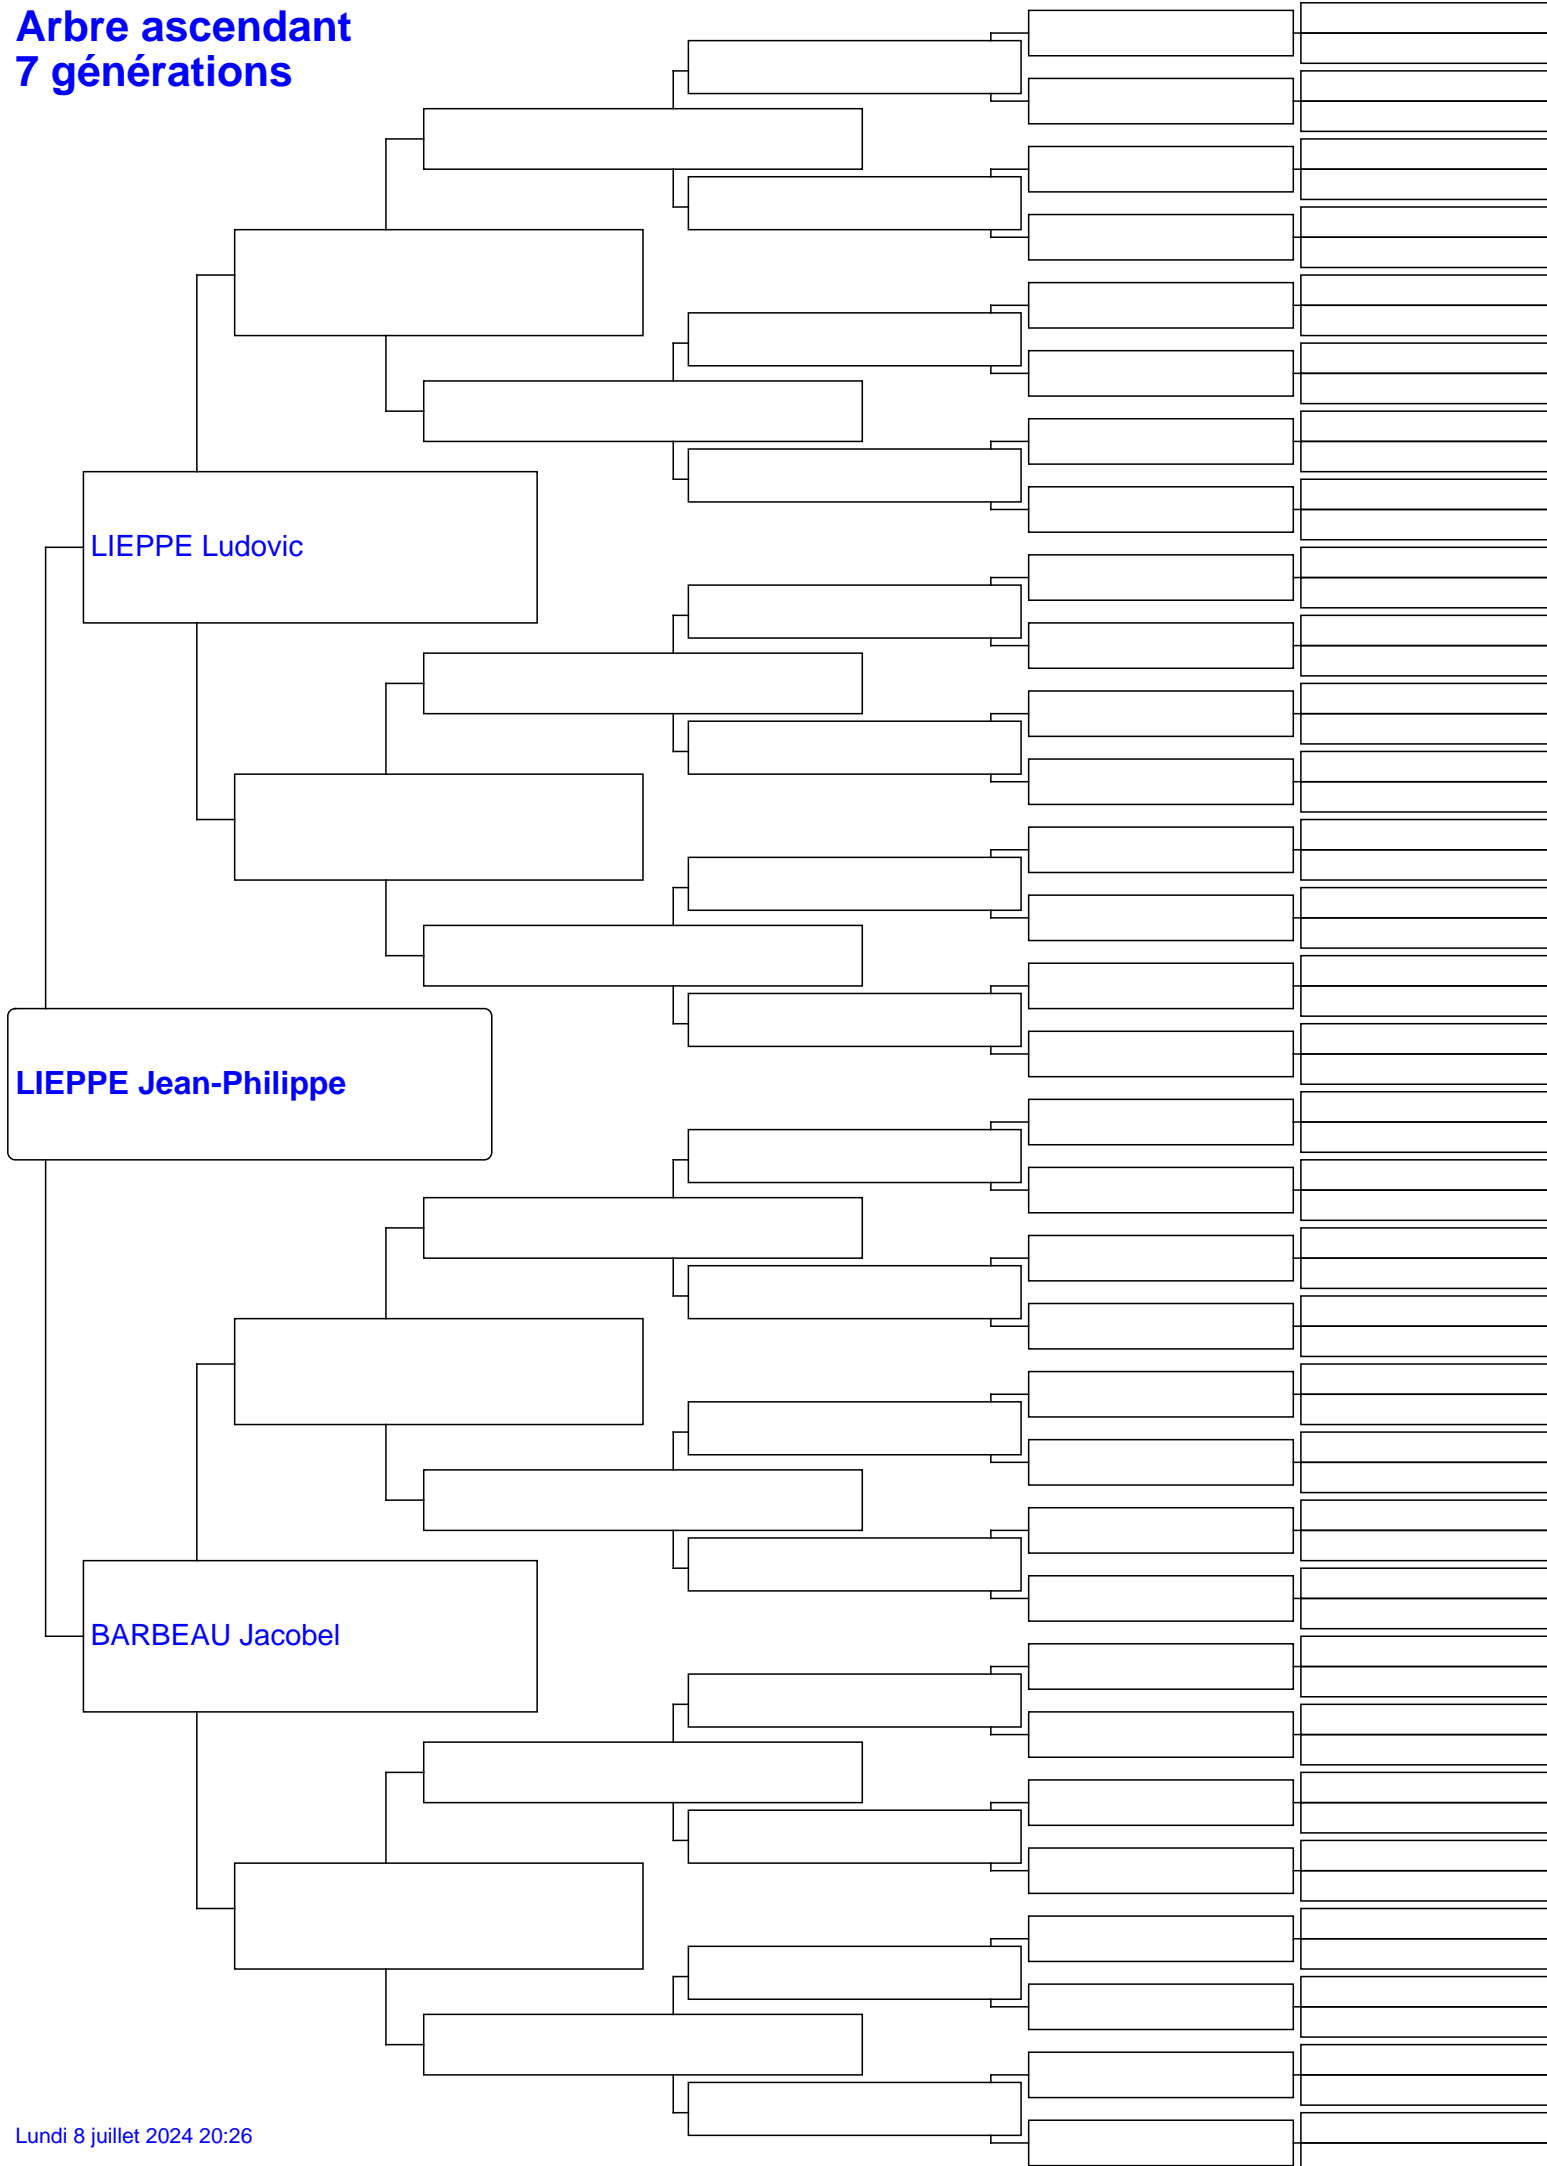 Arbre ascendant
7 générations
LIEPPE Ludovic
LIEPPE Jean-Philippe
BARBEAU Jacobel
Lundi 8 juillet 2024 20:26